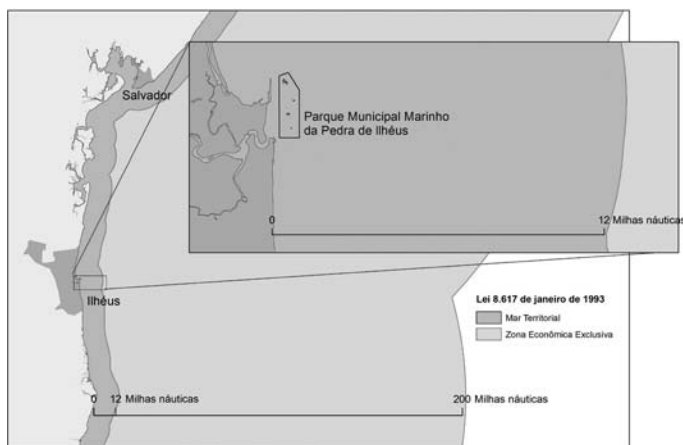 Salvador
Parque Municipal Marinho
da Pedra de Ilhéus
0
12 Milhas náuticas
Ilhéus
Lei 8.617 de janeiro de 1993
Mar Territorial
Zona Econômica Exclusiva
0
12 Milhas náuticas
200 Milhas náuticas